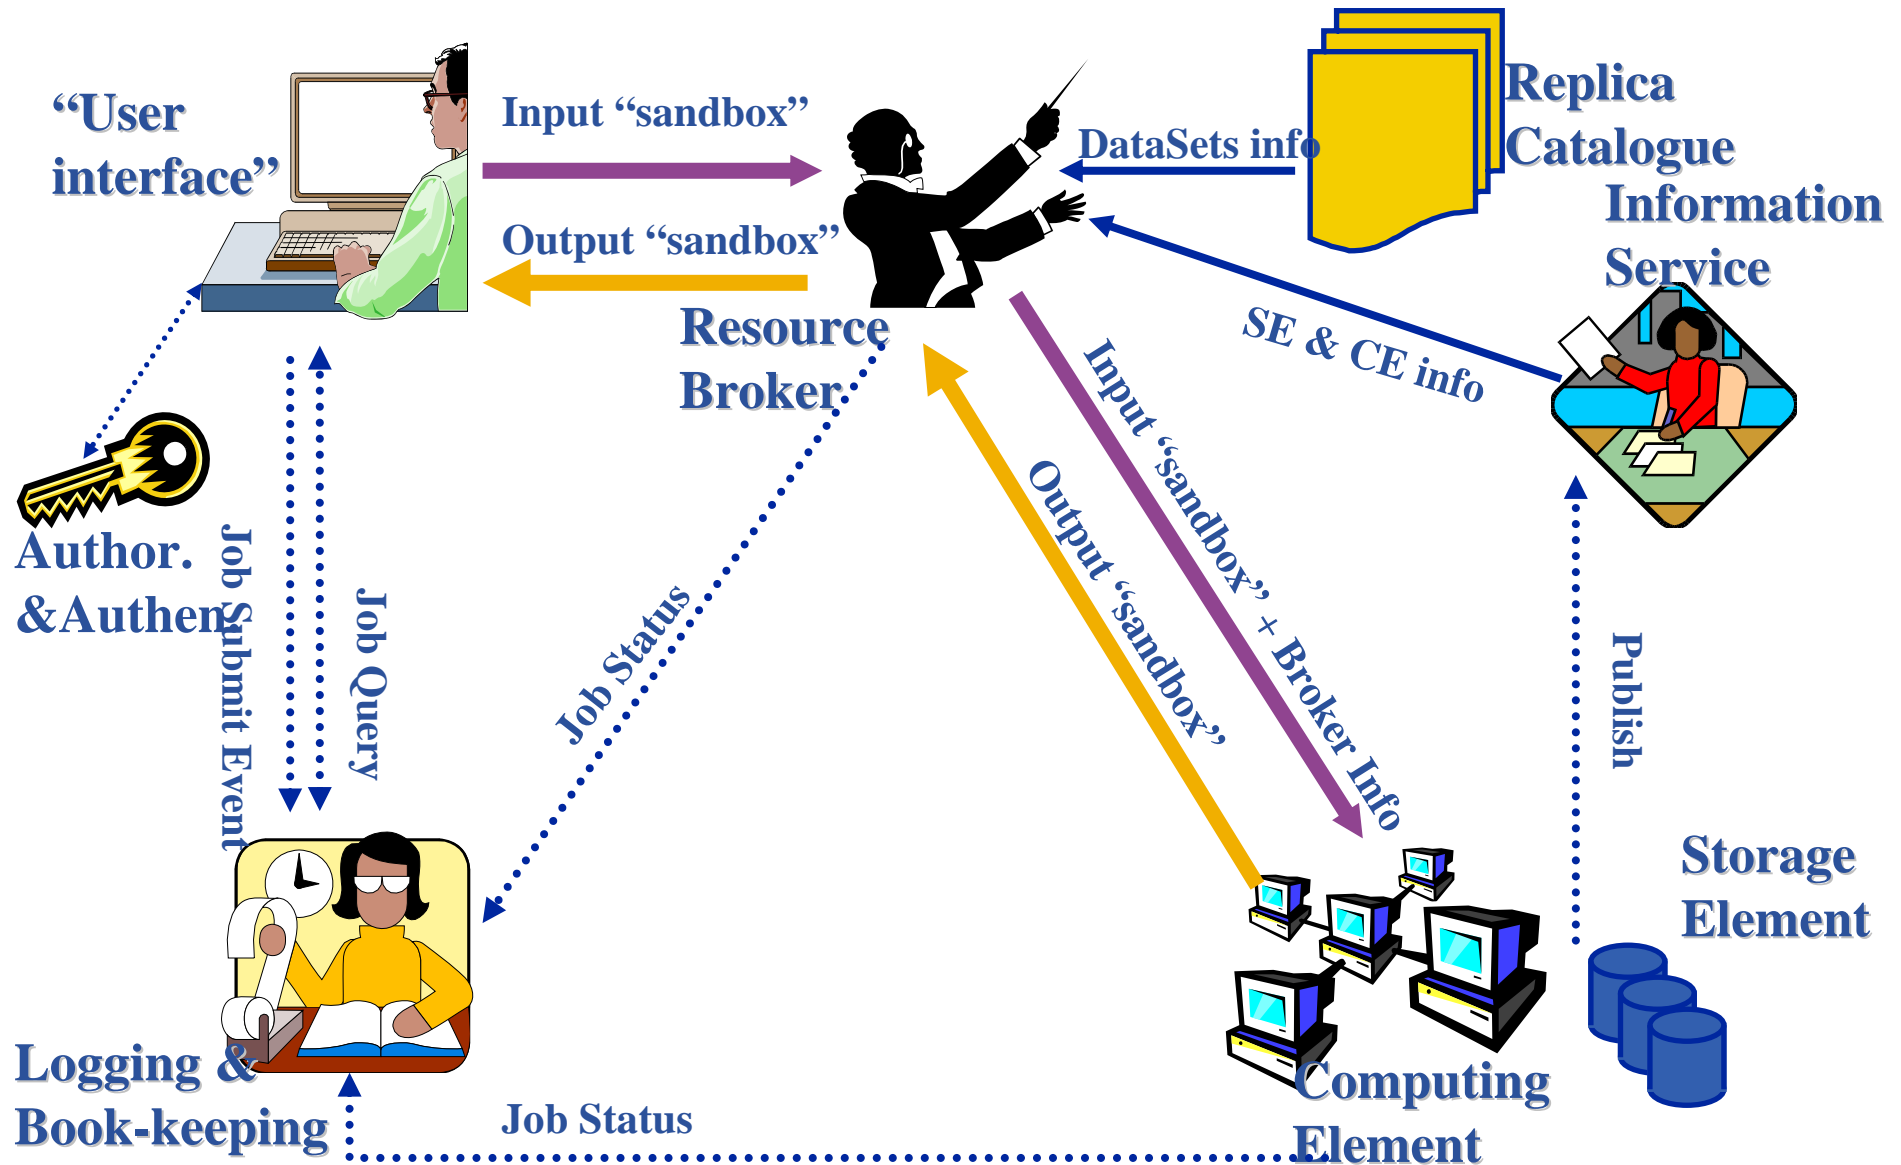 “User
interface”
Input “sandbox”
Output “sandbox”
Resource
Broker
DataSets info
Replica
Catalogue
Information
Service
SE & CE info
Input “sandbox” + Broker Info
Output “sandbox”
Job Status
Author.
&Authen.
Job Submit Event
Job Query
Publish
Storage
Element
Logging &
Book-keeping
Job Status
Computing
Element